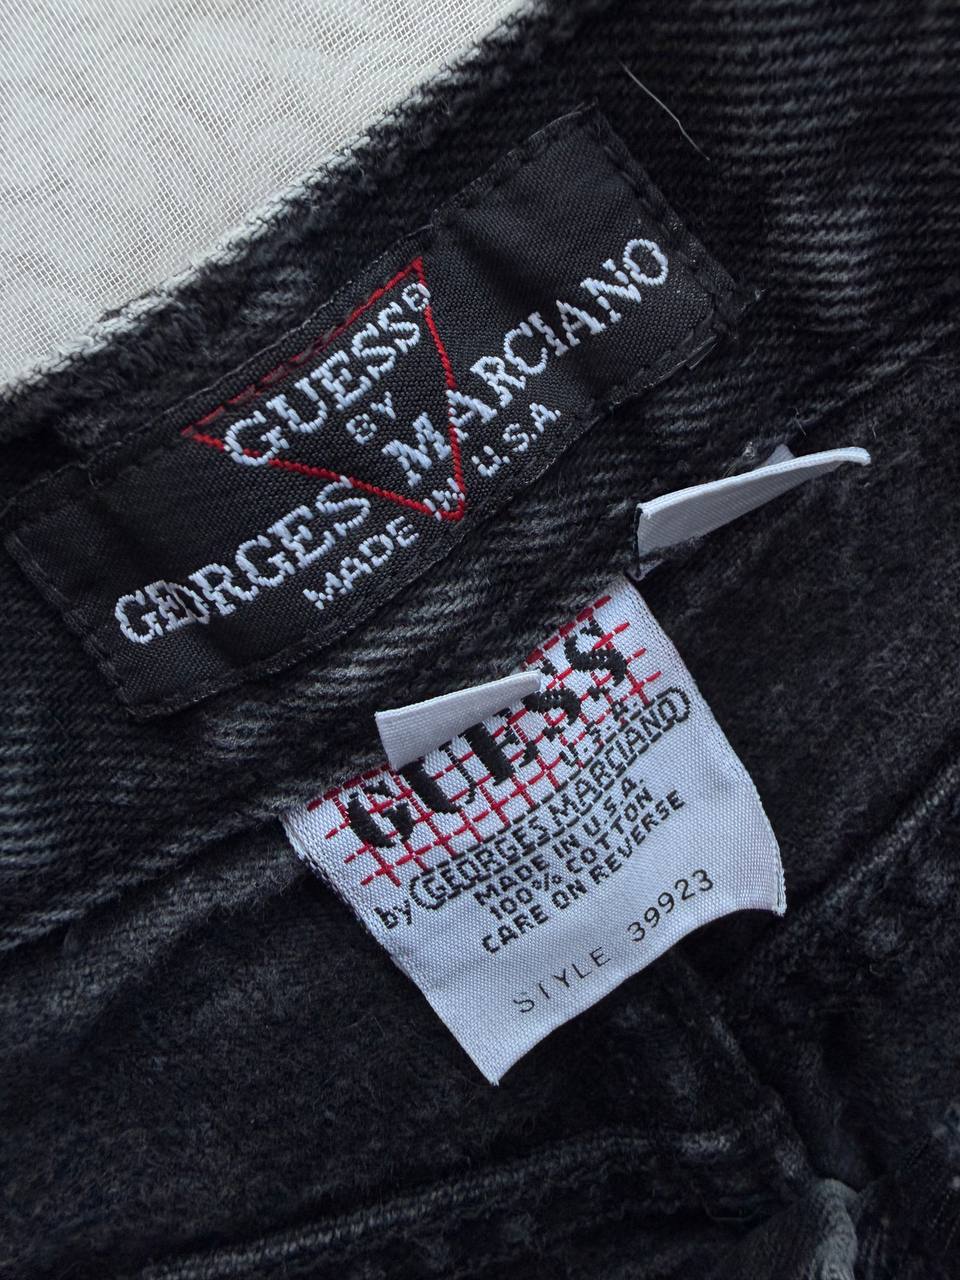 GUESS®
BY
GEORGES MARCIANO
MADE IN U.S.A
GUESS
U.S.A.
by GEORGES MARCIANO
MADE IN U.S.A.
100% COTTON
CARE ON REVERSE
STYLE 39923